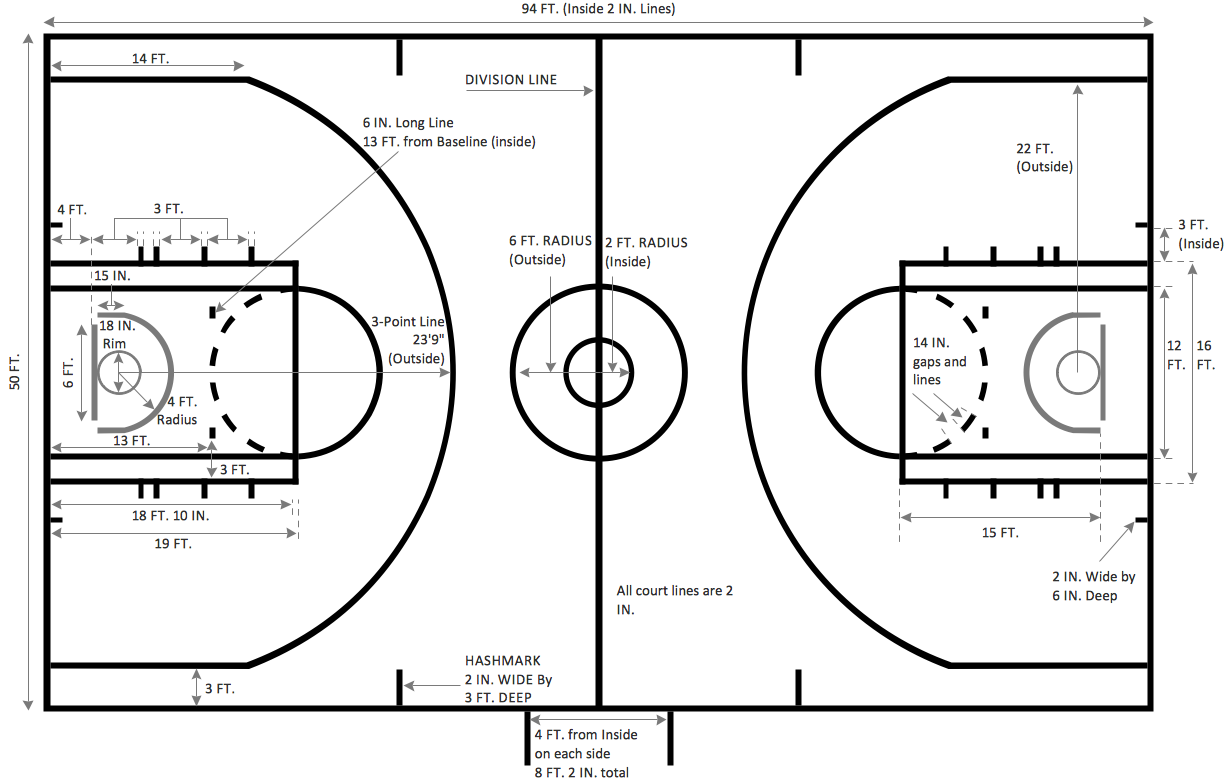 94 FT. (Inside 2 IN. Lines)
14 FT.
DIVISION LINE
6 IN. Long Line
13 FT. from Baseline (inside)
22 FT.
(Outside)
4 FT.
3 FT.
3 FT.
(Inside)
6 FT. RADIUS
(Outside)
2 FT. RADIUS
(Inside)
15 IN.
18 IN.
Rim
3-Point Line
23'9"
(Outside)
14 IN.
gaps and
lines
12
FT.
16
FT.
50 FT.
6 FT.
4 FT.
Radius
13 FT.
3 FT.
18 FT. 10 IN.
19 FT.
15 FT.
2 IN. Wide by
6 IN. Deep
All court lines are 2
IN.
HASHMARK
2 IN. WIDE By
3 FT. DEEP
3 FT.
4 FT. from Inside
on each side
8 FT. 2 IN. total